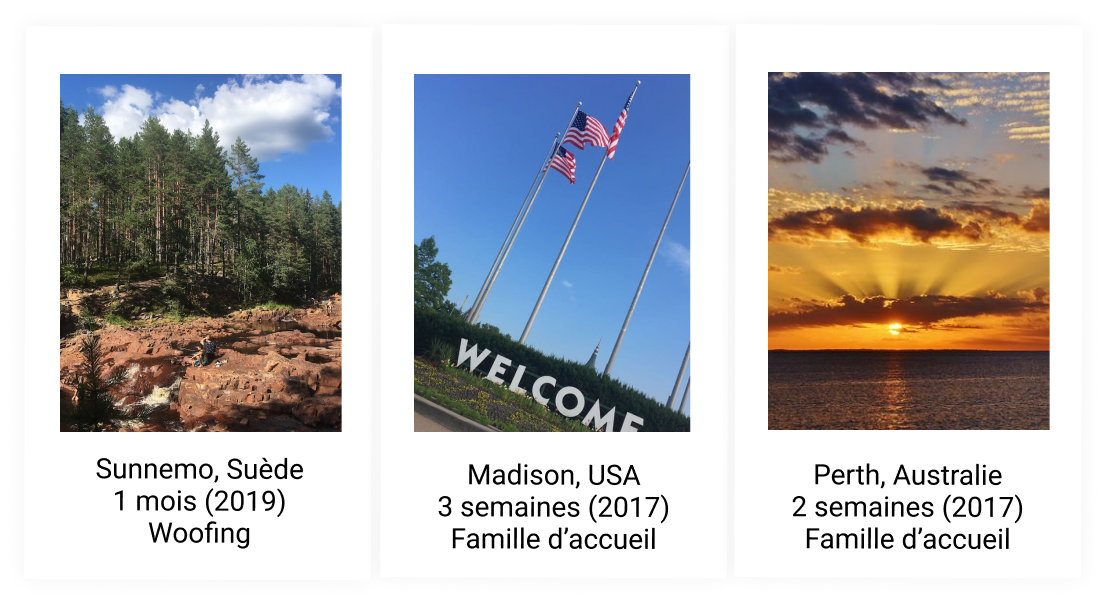 WELCOME
Sunnemo, Suède
1 mois (2019)
Woofing
Madison, USA
3 semaines (2017)
Famille d'accueil
Perth, Australie
2 semaines (2017)
Famille d'accueil